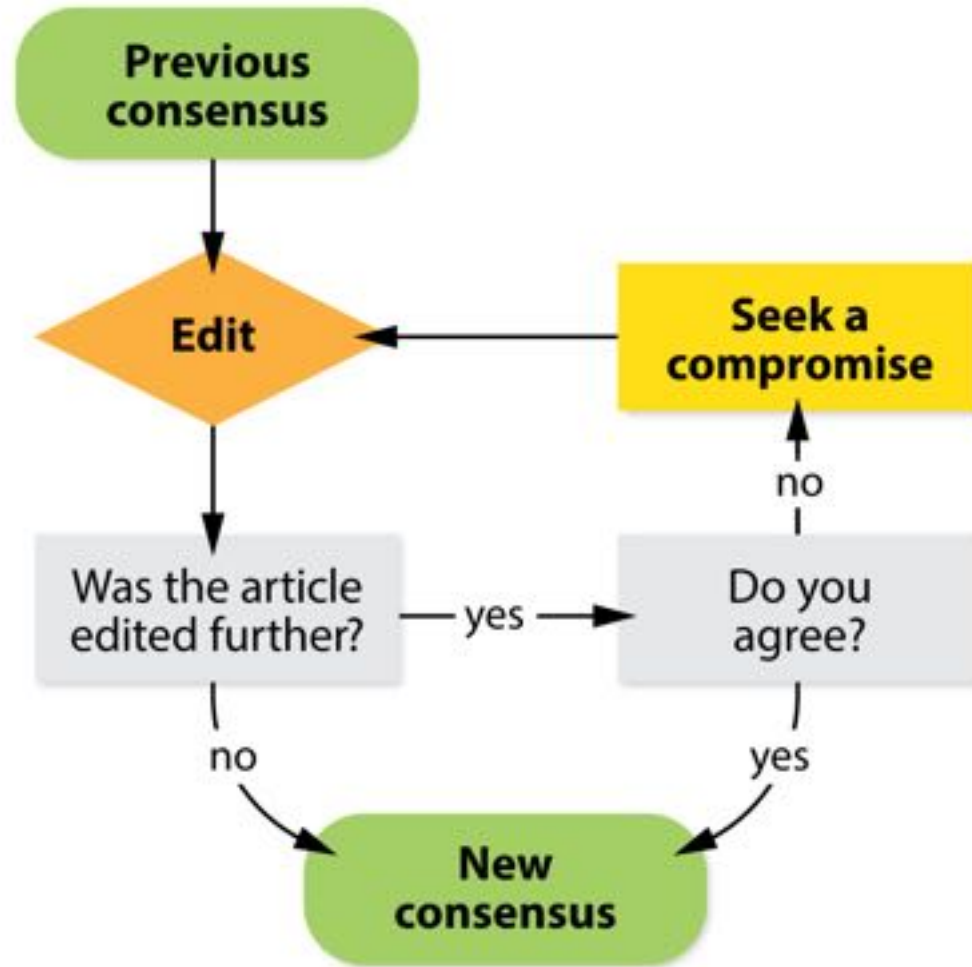 Previous
consensus
Edit
Seek a
compromise
no
Was the article
edited further?
yes
Do you
agree?
no
yes
New
consensus